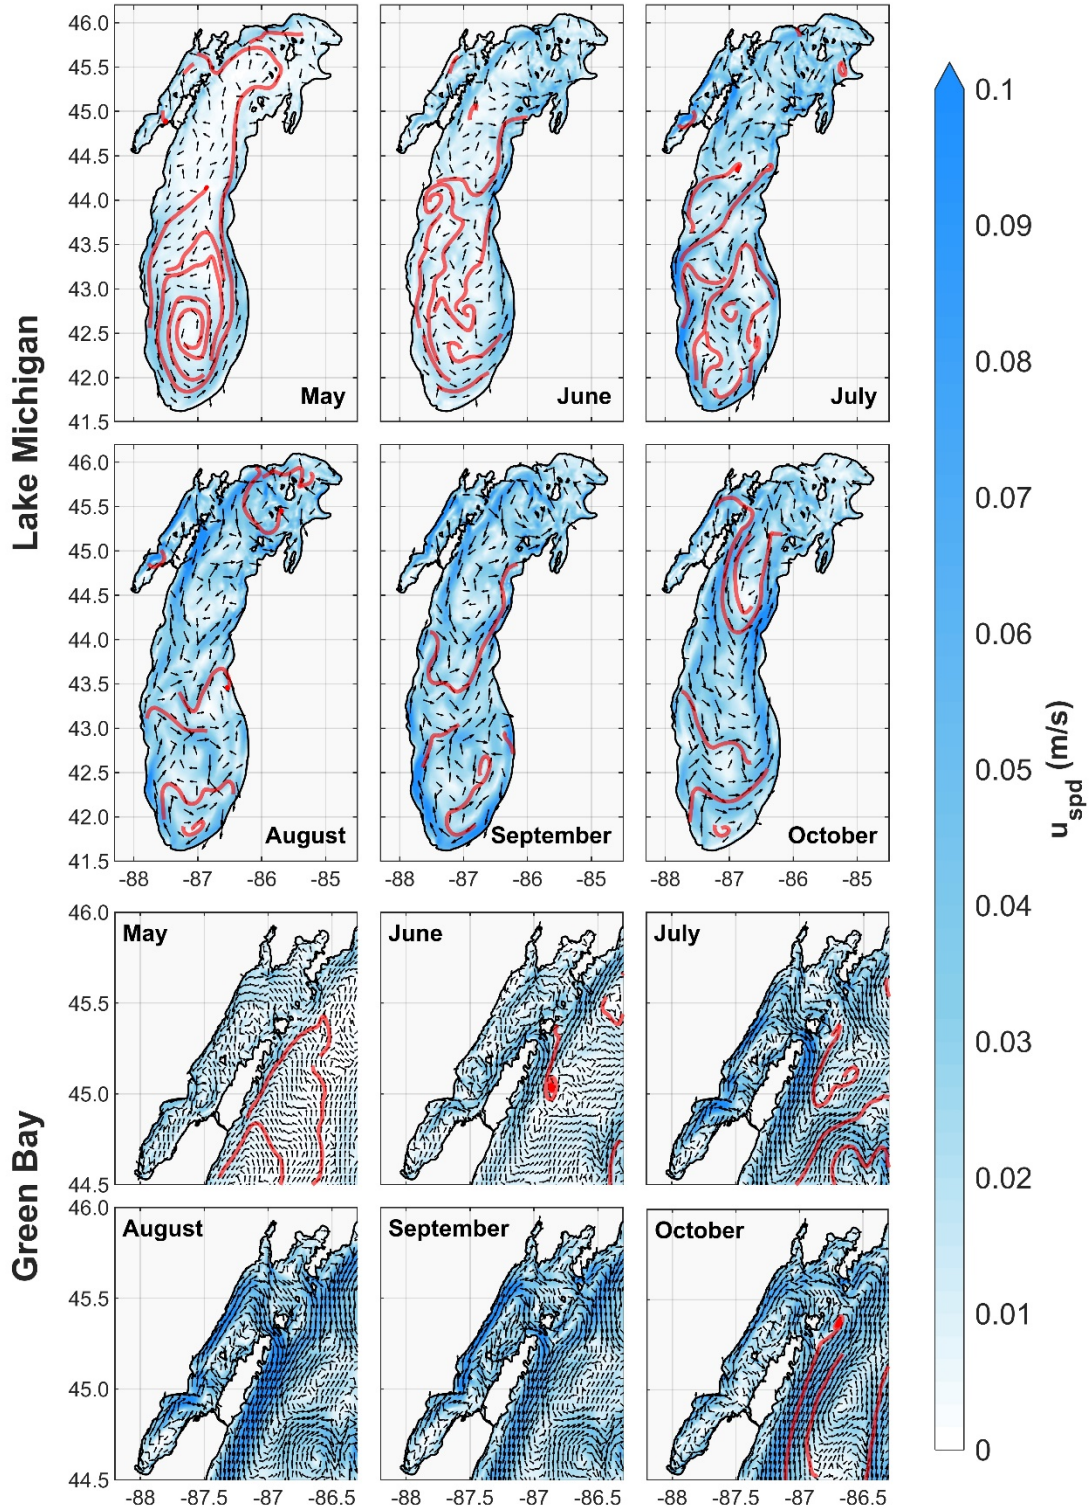 Lake Michigan
46.0
45.5
45.0
44.5
44.0
43.5
43.0
42.5
42.0
41.5
May
June
July
46.0
45.5
45.0
44.5
44.0
43.5
43.0
42.5
42.0
41.5
August
September
October
-88 -87 -86 -85
-88 -87 -86 -85
-88 -87 -86 -85
Green Bay
46.0
45.5
45.0
44.5
May
June
July
46.0
45.5
45.0
44.5
August
September
October
-88 -87.5 -87 -86.5
-88 -87.5 -87 -86.5
-88 -87.5 -87 -86.5
0.1
0.09
0.08
0.07
0.06
0.05
0.04
0.03
0.02
0.01
0
u_spd (m/s)